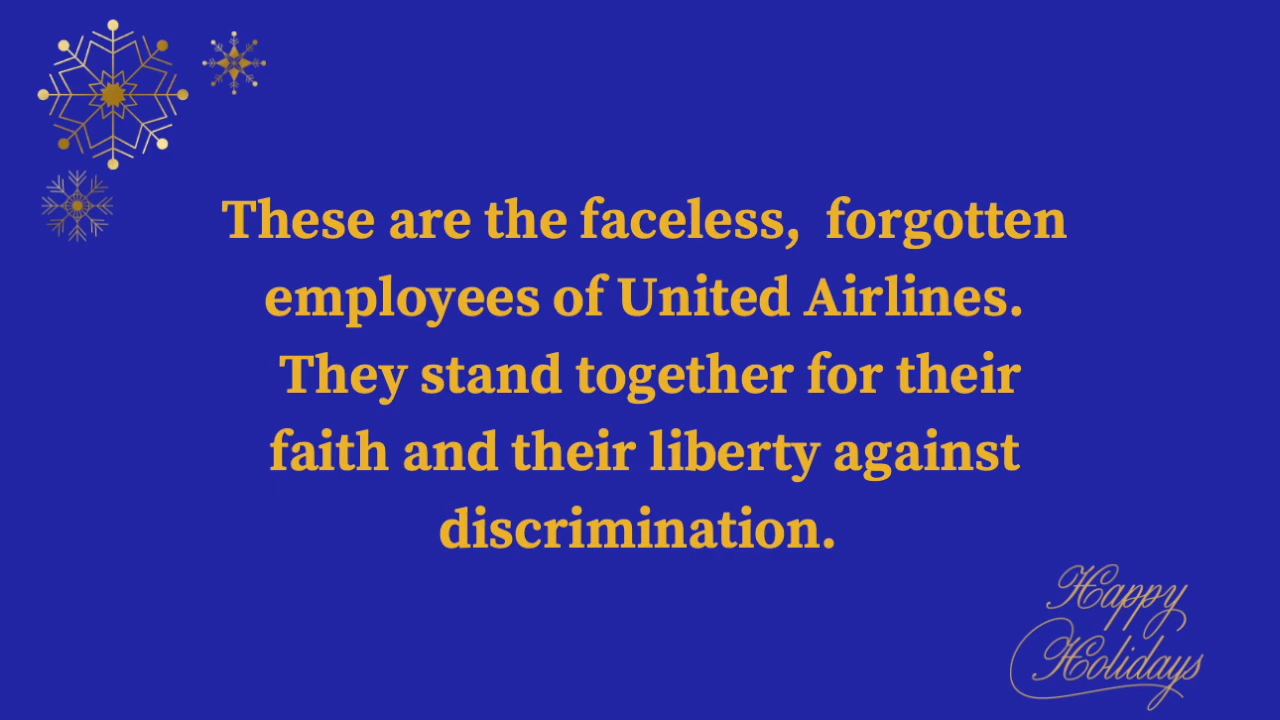 These are the faceless,  forgotten
employees of United Airlines.
They stand together for their
faith and their liberty against
discrimination.
Happy
Holidays